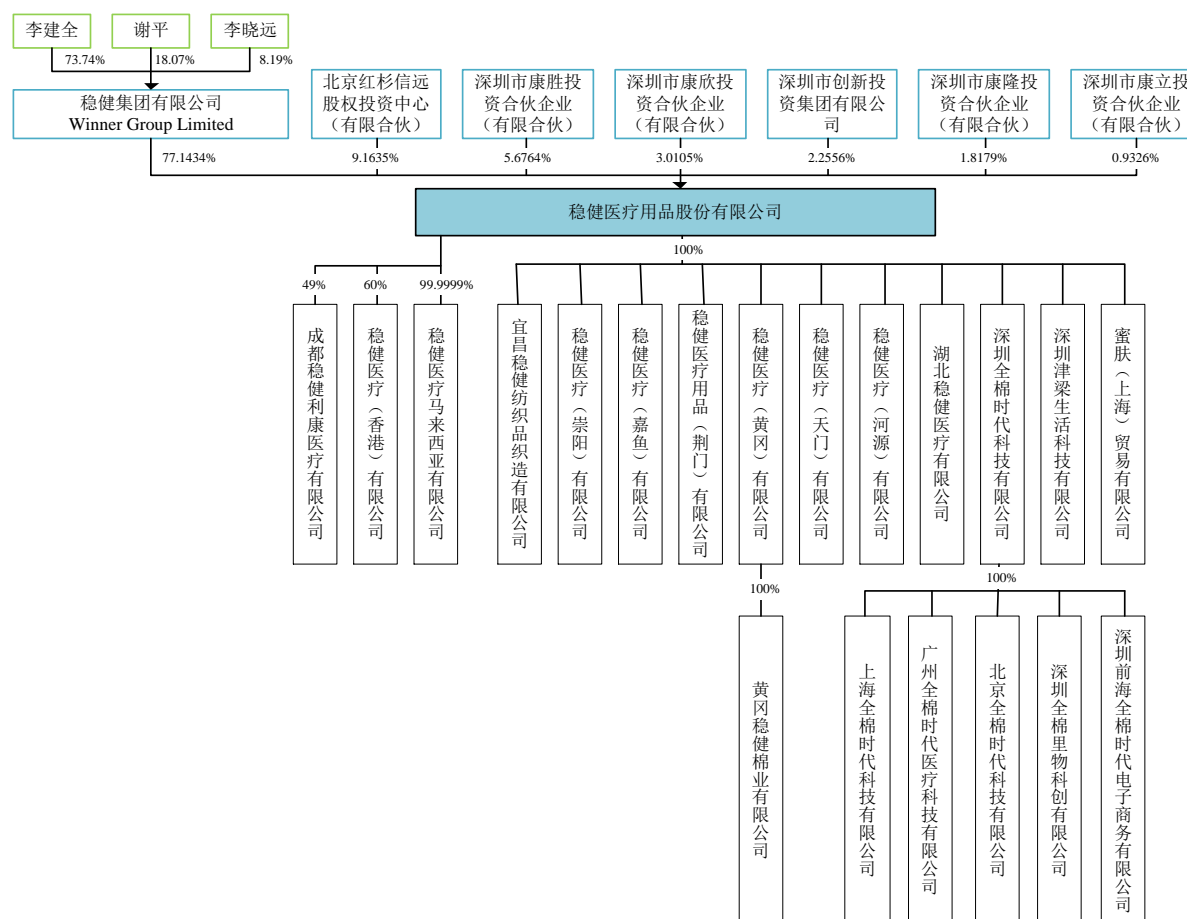 李建全
谢平
李晓远
73.74%
18.07%
8.19%
稳健集团有限公司
Winner Group Limited
北京红杉信远
股权投资中心
（有限合伙）
深圳市康胜投
资合伙企业
（有限合伙）
深圳市康欣投
资合伙企业
（有限合伙）
深圳市创新投
资集团有限公
司
深圳市康隆投
资合伙企业
（有限合伙）
深圳市康立投
资合伙企业
（有限合伙）
77.1434%
9.1635%
5.6764%
3.0105%
2.2556%
1.8179%
0.9326%
稳健医疗用品股份有限公司
100%
49%
60%
99.9999%
成都稳健利康医疗有限公司
稳健医疗（香港）有限公司
稳健医疗马来西亚有限公司
宜昌稳健纺织品织造有限公司
稳健医疗（崇阳）有限公司
稳健医疗（嘉鱼）有限公司
稳健医疗用品（荆门）有限公司
稳健医疗（黄冈）有限公司
稳健医疗（天门）有限公司
稳健医疗（河源）有限公司
湖北稳健医疗有限公司
深圳全棉时代科技有限公司
深圳津梁生活科技有限公司
蜜肤（上海）贸易有限公司
100%
100%
黄冈稳健棉业有限公司
上海全棉时代科技有限公司
广州全棉时代医疗科技有限公司
北京全棉时代科技有限公司
深圳全棉里物科创有限公司
深圳前海全棉时代电子商务有限公司